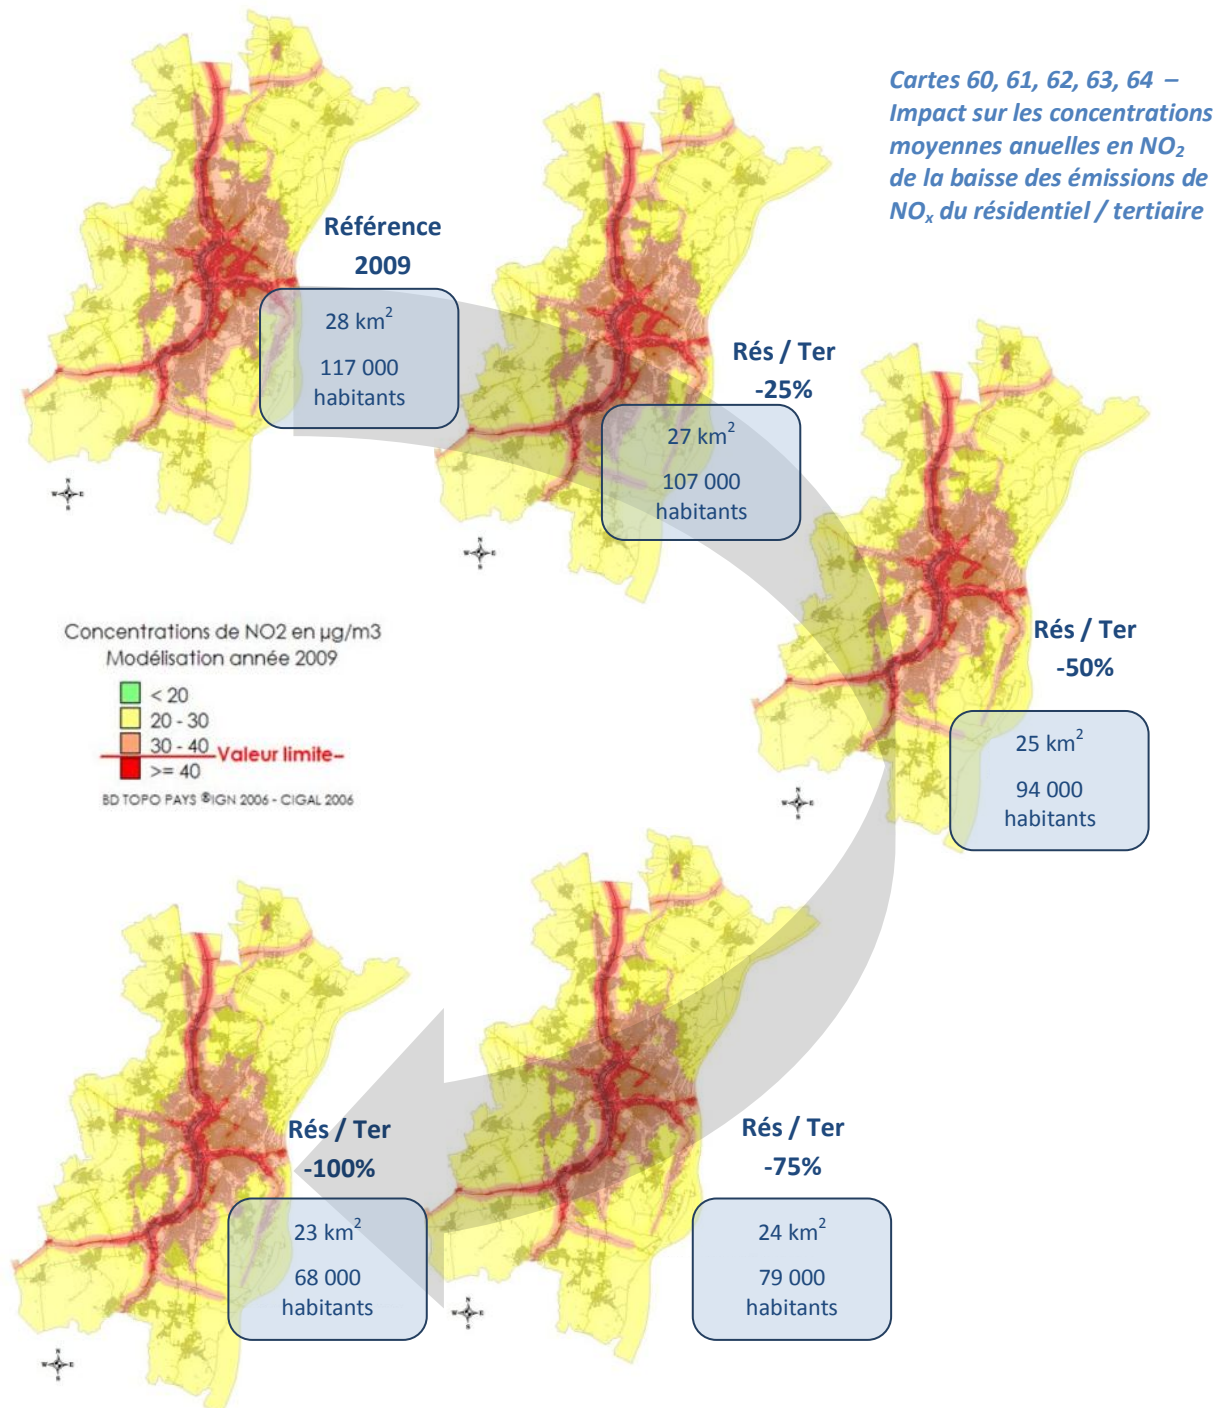 Cartes 60, 61, 62, 63, 64 –
Impact sur les concentrations
moyennes anuelles en NO₂
de la baisse des émissions de
NOₓ du résidentiel / tertiaire
Référence
2009
28 km²
117 000
habitants
Rés / Ter
-25%
27 km²
107 000
habitants
Rés / Ter
-50%
25 km²
94 000
habitants
Concentrations de NO2 en µg/m3
Modélisation année 2009
< 20
20 - 30
30 - 40
Valeur limite
>= 40
BD TOPO PAYS ®IGN 2006 - CIGAL 2006
Rés / Ter
-75%
24 km²
79 000
habitants
Rés / Ter
-100%
23 km²
68 000
habitants
N
W E
S
N
W E
S
N
W E
S
N
W E
S
N
W E
S